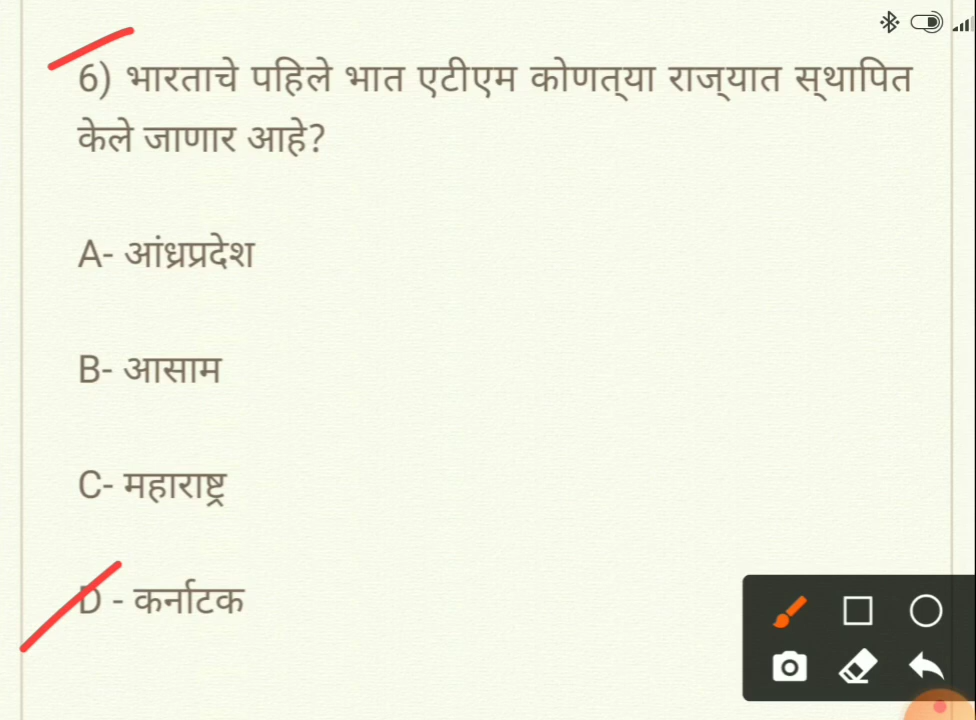 6) भारताचे पहिले भात एटीएम कोणत्या राज्यात स्थापित
केले जाणार आहे?
A- आंध्रप्रदेश
B- आसाम
C- महाराष्ट्र
D - कर्नाटक